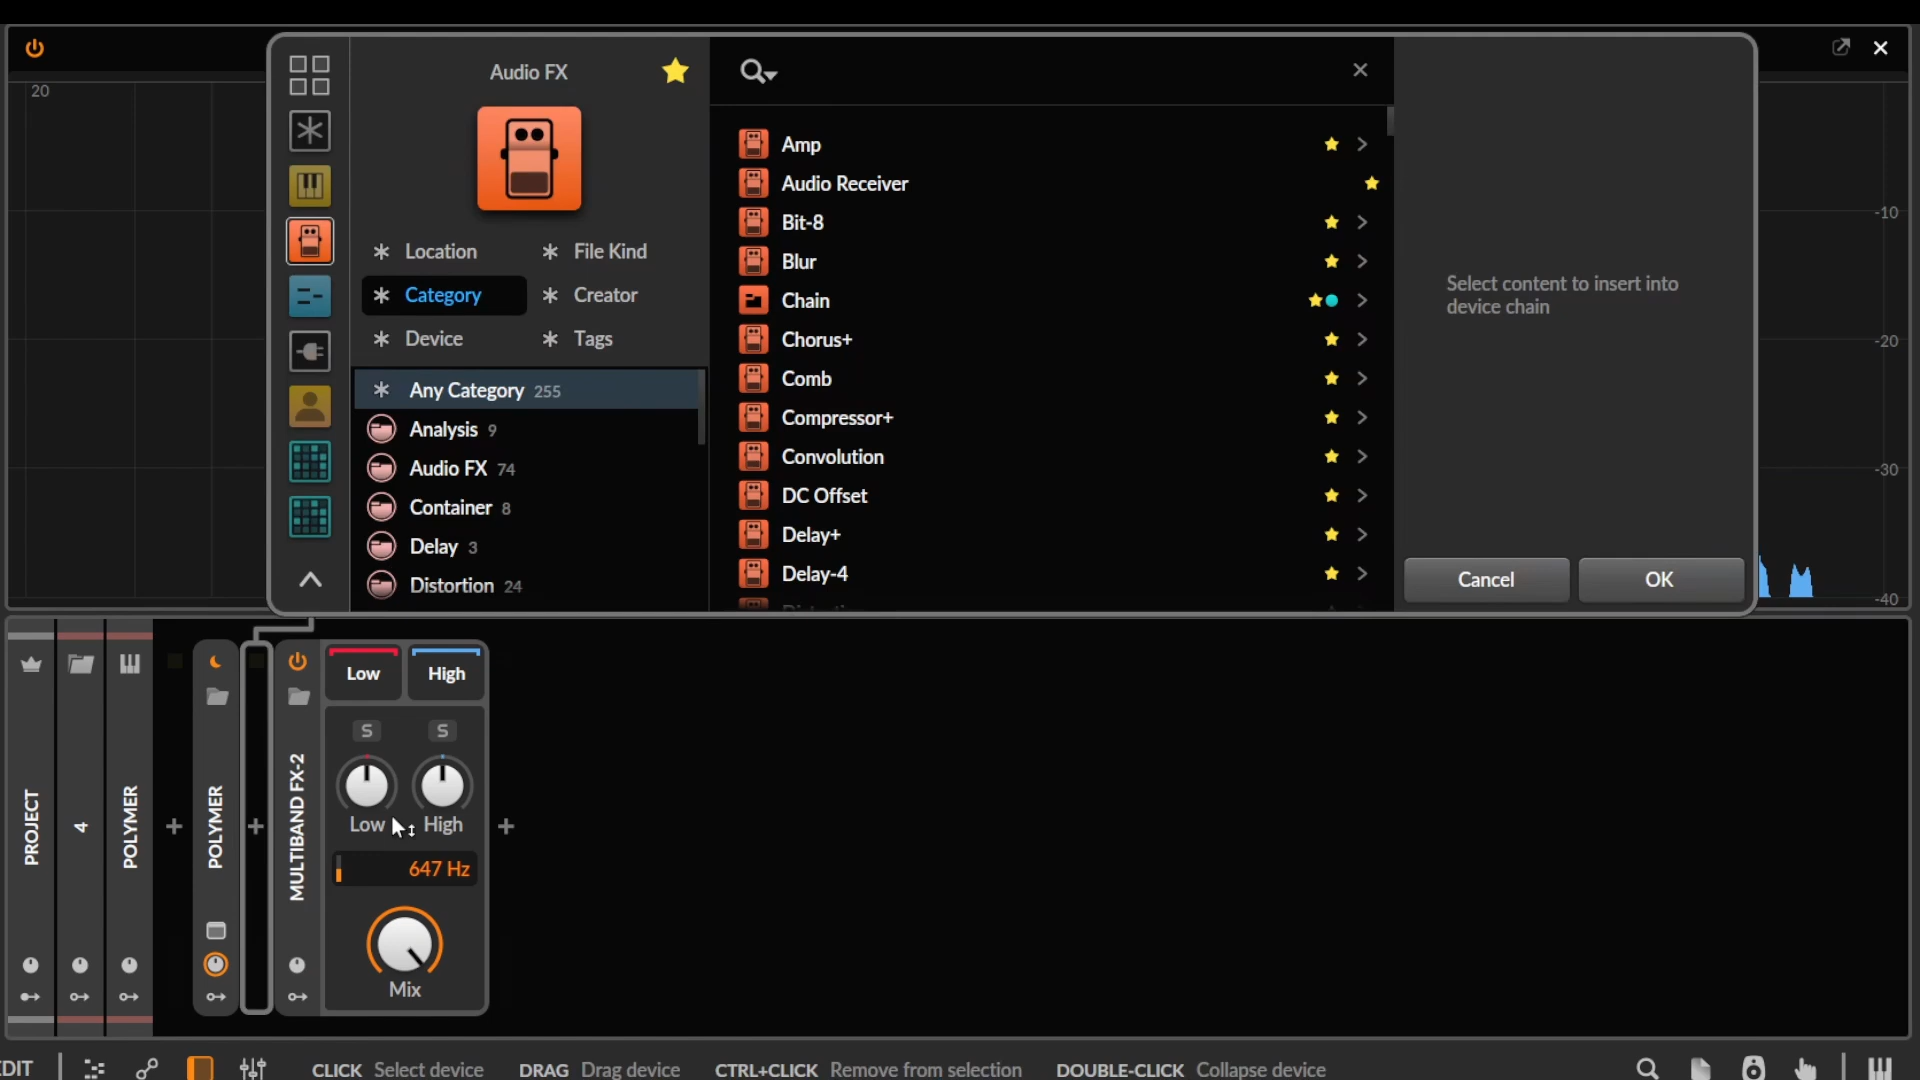 20
Audio FX
Location
File Kind
Category
Creator
Device
Tags
Any Category 255
Analysis 9
Audio FX 74
Container 8
Delay 3
Distortion 24
Amp
Audio Receiver
Bit-8
Blur
Chain
Chorus+
Comb
Compressor+
Convolution
DC Offset
Delay+
Delay-4
Select content to insert into
device chain
Cancel
OK
-10
-20
-30
-40
PROJECT
4
POLYMER
POLYMER
MULTIBAND FX-2
Low
High
S
S
Low
High
647 Hz
Mix
EDIT
CLICK Select device
DRAG Drag device
CTRL+CLICK Remove from selection
DOUBLE-CLICK Collapse device